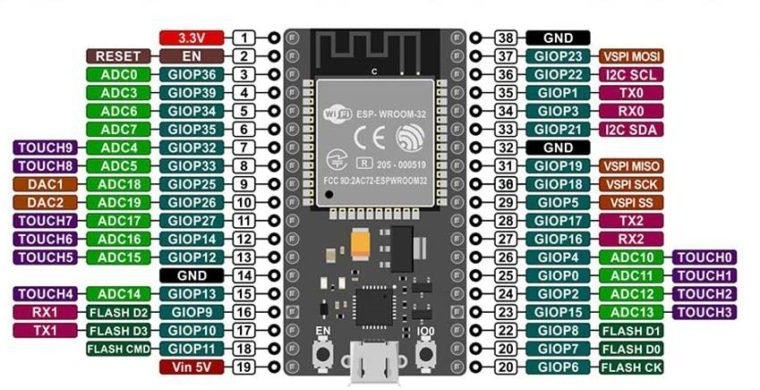 3.3V 1 38 GND
RESET EN 2 37 GIOP23 VSPI MOSI
ADC0 GIOP36 3 36 GIOP22 I2C SCL
ADC3 GIOP39 4 35 GIOP1 TX0
ADC6 GIOP34 5 34 GIOP3 RX0
ADC7 GIOP35 6 33 GIOP21 I2C SDA
TOUCH9 ADC4 GIOP32 7 32 GND
TOUCH8 ADC5 GIOP33 8 31 GIOP19 VSPI MISO
DAC1 ADC18 GIOP25 9 30 GIOP18 VSPI SCK
DAC2 ADC19 GIOP26 10 29 GIOP5 VSPI SS
TOUCH7 ADC17 GIOP27 11 28 GIOP17 TX2
TOUCH6 ADC16 GIOP14 12 27 GIOP16 RX2
TOUCH5 ADC15 GIOP12 13 26 GIOP4 ADC10 TOUCH0
GND 14 25 GIOP0 ADC11 TOUCH1
TOUCH4 ADC14 GIOP13 15 24 GIOP2 ADC12 TOUCH2
RX1 FLASH D2 GIOP9 16 23 GIOP15 ADC13 TOUCH3
TX1 FLASH D3 GIOP10 17 22 GIOP8 FLASH D1
FLASH CMD GIOP11 18 20 GIOP7 FLASH D0
Vin 5V 19 20 GIOP6 FLASH CK
C
WiFi ESP-WROOM-32
CE
R 205-000519
FCC 9D:2AC72-ESPWROOM32
EN IO0